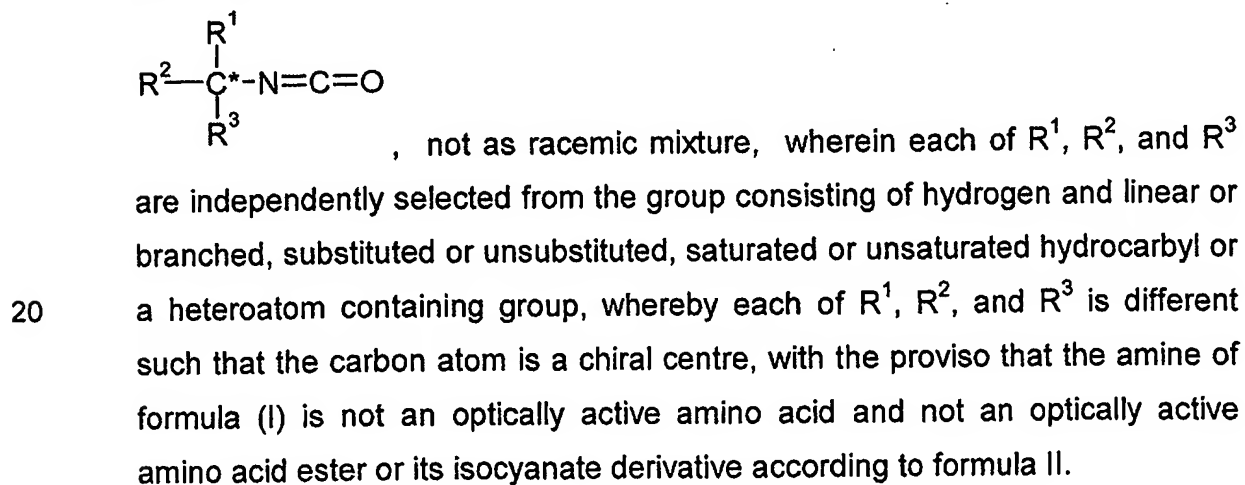 R¹
R²—C*-N=C=O
R³
, not as racemic mixture, wherein each of R¹, R², and R³
are independently selected from the group consisting of hydrogen and linear or
branched, substituted or unsubstituted, saturated or unsaturated hydrocarbyl or
20 a heteroatom containing group, whereby each of R¹, R², and R³ is different
such that the carbon atom is a chiral centre, with the proviso that the amine of
formula (I) is not an optically active amino acid and not an optically active
amino acid ester or its isocyanate derivative according to formula II.